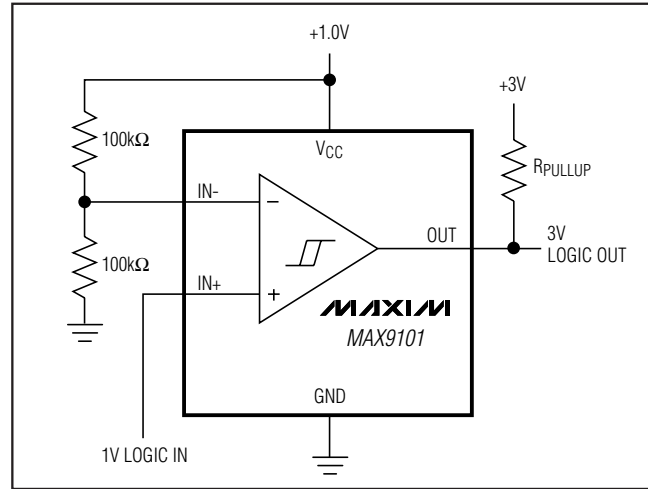 +1.0V
+3V
100kΩ
VCC
RPULLUP
IN-
−
OUT
3V
LOGIC OUT
100kΩ
IN+
+
MAXIM
MAX9101
GND
1V LOGIC IN